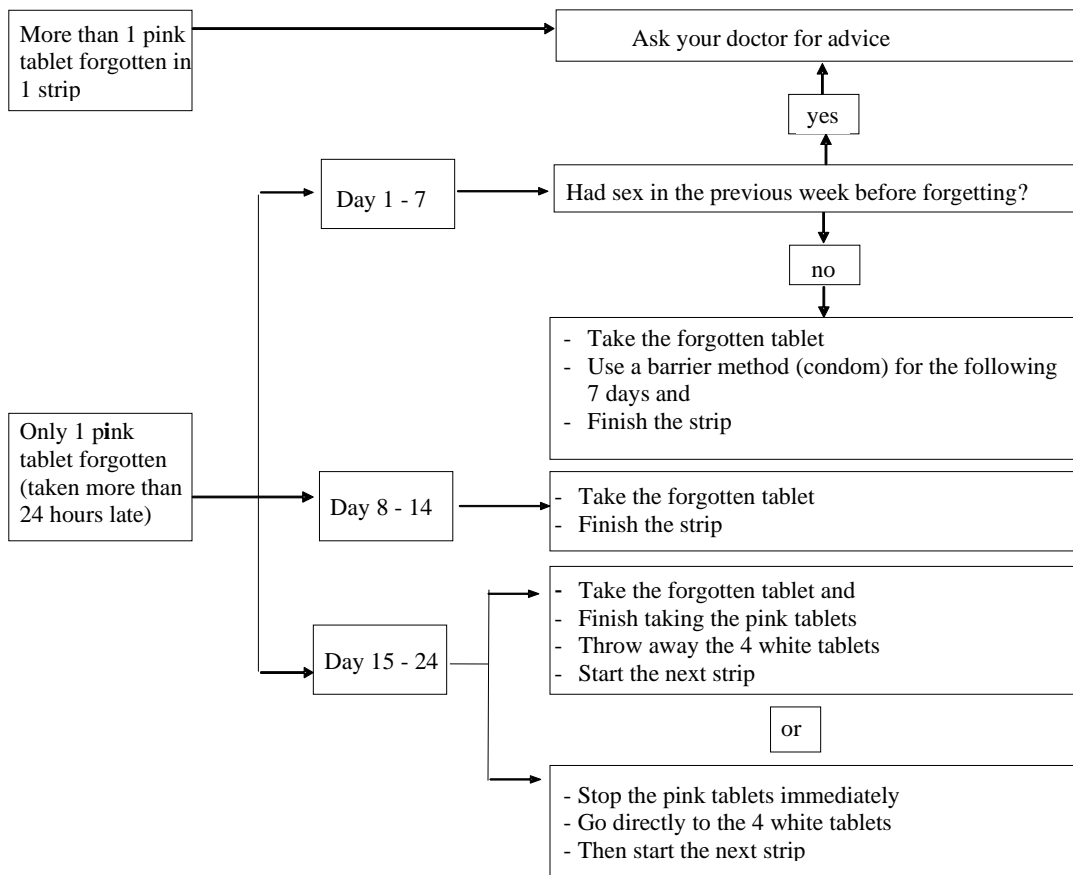 More than 1 pink
tablet forgotten in
1 strip
Ask your doctor for advice
yes
Day 1 - 7
Had sex in the previous week before forgetting?
no
- Take the forgotten tablet
- Use a barrier method (condom) for the following
7 days and
- Finish the strip
Only 1 pink
tablet forgotten
(taken more than
24 hours late)
Day 8 - 14
- Take the forgotten tablet
- Finish the strip
Day 15 - 24
- Take the forgotten tablet and
- Finish taking the pink tablets
- Throw away the 4 white tablets
- Start the next strip
or
- Stop the pink tablets immediately
- Go directly to the 4 white tablets
- Then start the next strip